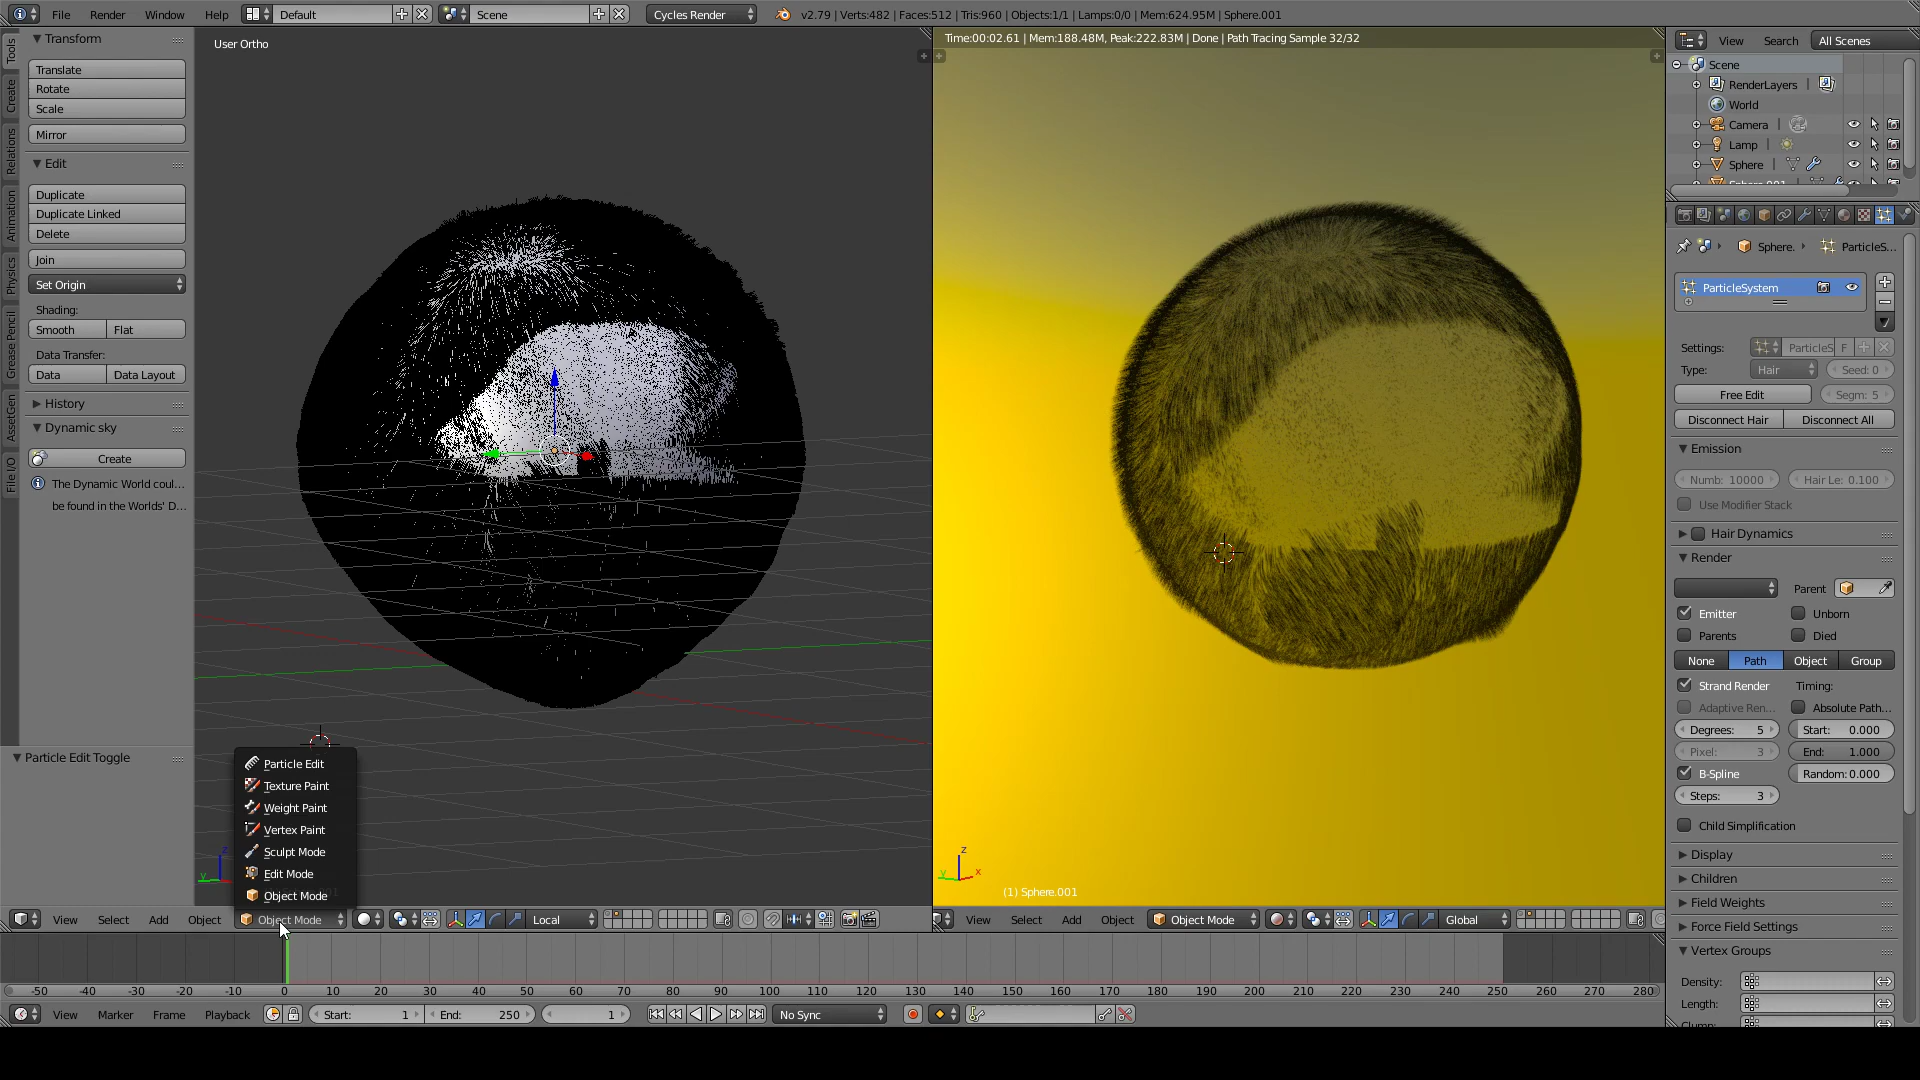 File Render Window Help Default Scene Cycles Render v2.79 | Verts:482 | Faces:512 | Tris:960 | Objects:1/1 | Lamps:0/0 | Mem:624.95M | Sphere.001
Tools
Create
Relations
Animation
Physics
Grease Pencil
AssetGen
File I/O
Transform
Translate
Rotate
Scale
Mirror
Edit
Duplicate
Duplicate Linked
Delete
Join
Set Origin
Shading:
Smooth Flat
Data Transfer:
Data Data Layout
History
Dynamic sky
Create
The Dynamic World coul...
be found in the Worlds' D...
Particle Edit Toggle
User Ortho
Particle Edit
Texture Paint
Weight Paint
Vertex Paint
Sculpt Mode
Edit Mode
Object Mode
z
y
View Select Add Object Object Mode Local
Time:00:02.61 | Mem:188.48M, Peak:222.83M | Done | Path Tracing Sample 32/32
z
y x
(1) Sphere.001
View Select Add Object Object Mode Global
View Search All Scenes
Scene
RenderLayers |
World
Camera |
Lamp |
Sphere |
Sphere.001
Sphere. ParticleS...
ParticleSystem
Settings: ParticleS F
Type: Hair Seed: 0
Free Edit Segm: 5
Disconnect Hair Disconnect All
Emission
Numb: 10000 Hair Le: 0.100
Use Modifier Stack
Hair Dynamics
Render
Parent
Emitter Unborn
Parents Died
None Path Object Group
Strand Render Timing:
Adaptive Ren... Absolute Path...
Degrees: 5 Start: 0.000
Pixel: 3 End: 1.000
B-Spline Random: 0.000
Steps: 3
Child Simplification
Display
Children
Field Weights
Force Field Settings
Vertex Groups
Density:
Length:
Clump:
-50 -40 -30 -20 -10 0 10 20 30 40 50 60 70 80 90 100 110 120 130 140 150 160 170 180 190 200 210 220 230 240 250 260 270 280
View Marker Frame Playback Start: 1 End: 250 1 No Sync